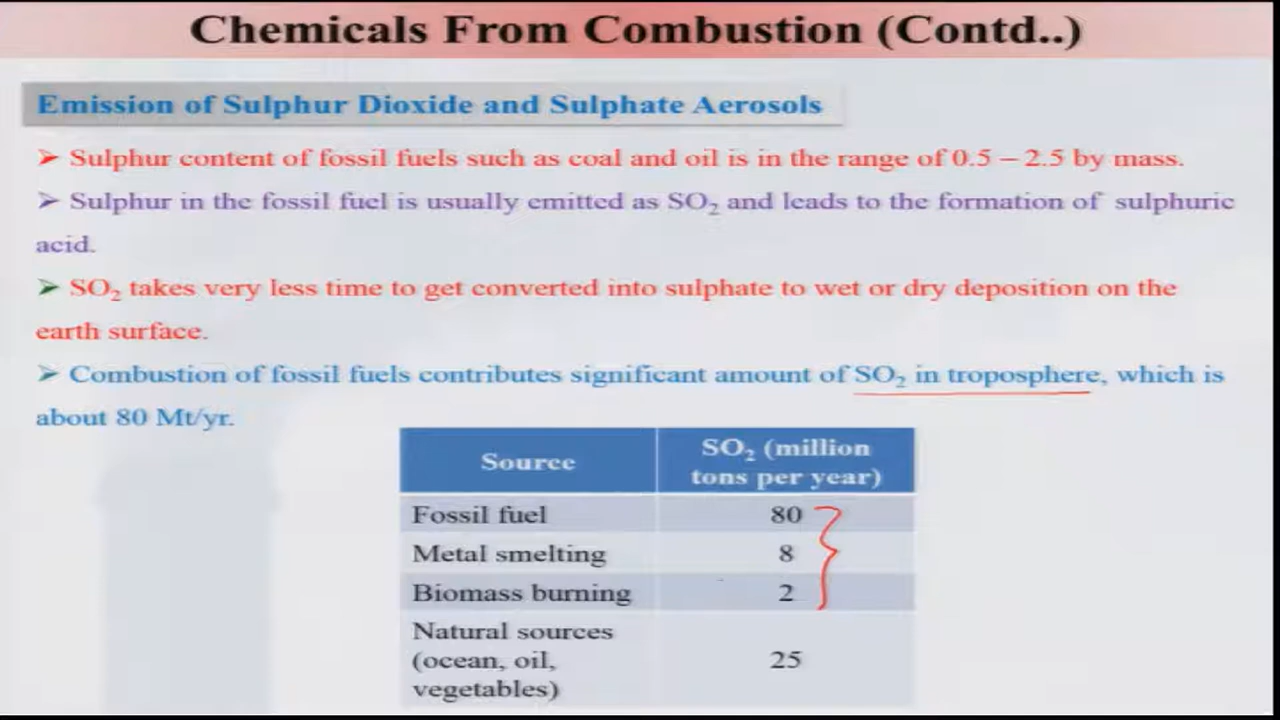 Chemicals From Combustion (Contd..)
Emission of Sulphur Dioxide and Sulphate Aerosols
➢ Sulphur content of fossil fuels such as coal and oil is in the range of 0.5 – 2.5 by mass.
➢ Sulphur in the fossil fuel is usually emitted as SO₂ and leads to the formation of sulphuric
acid.
➢ SO₂ takes very less time to get converted into sulphate to wet or dry deposition on the
earth surface.
➢ Combustion of fossil fuels contributes significant amount of SO₂ in troposphere, which is
about 80 Mt/yr.
Source SO₂ (million
tons per year)
Fossil fuel 80
Metal smelting 8
Biomass burning 2
Natural sources
(ocean, oil, 25
vegetables)